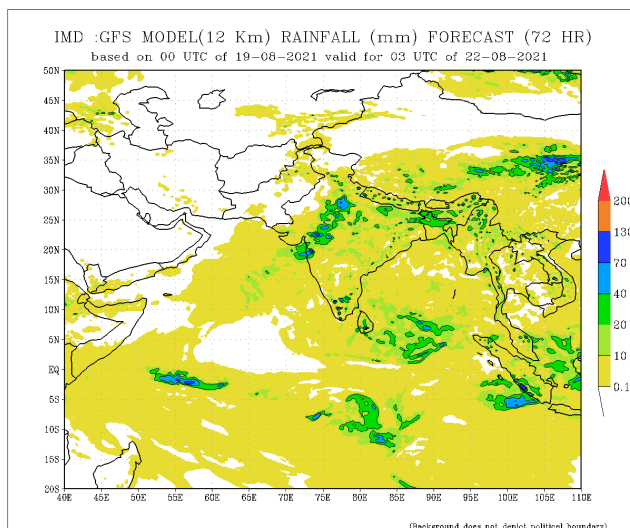 IMD :GFS MODEL(12 Km) RAINFALL (mm) FORECAST (72 HR)
based on 00 UTC of 19-08-2021 valid for 03 UTC of 22-08-2021
50N
45N
40N
35N
30N
25N
20N
15N
10N
5N
EQ
5S
10S
15S
20S
40E 45E 50E 55E 60E 65E 70E 75E 80E 85E 90E 95E 100E 105E 110E
200
130
70
40
20
10
0.1
(Background does not depict political boundary)